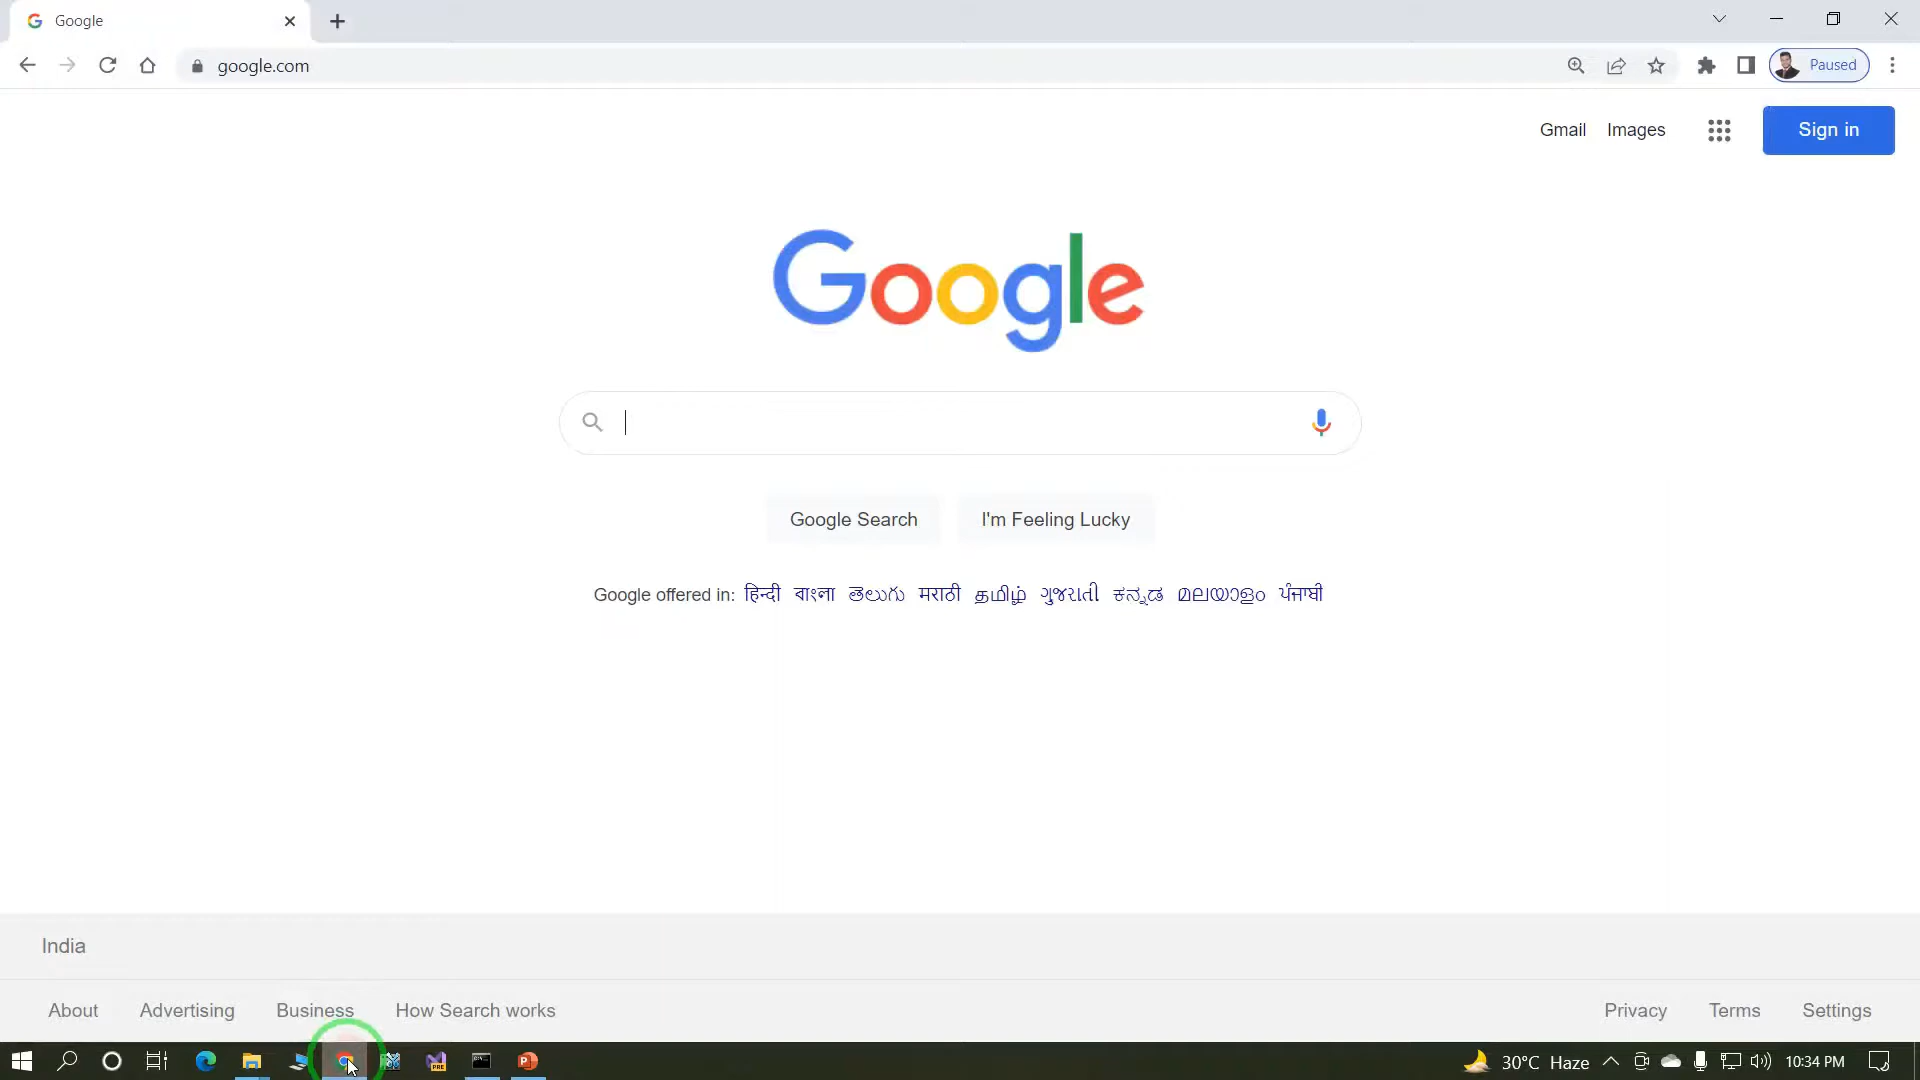 Google
google.com
Paused
Gmail Images Sign in
Google
Google Search I'm Feeling Lucky
Google offered in: हिन्दी বাংলা తెలుగు मराठी தமிழ் ગુજરાતી ಕನ್ನಡ മലയാളം ਪੰਜਾਬੀ
India
About Advertising Business How Search works Privacy Terms Settings
30°C Haze 10:34 PM